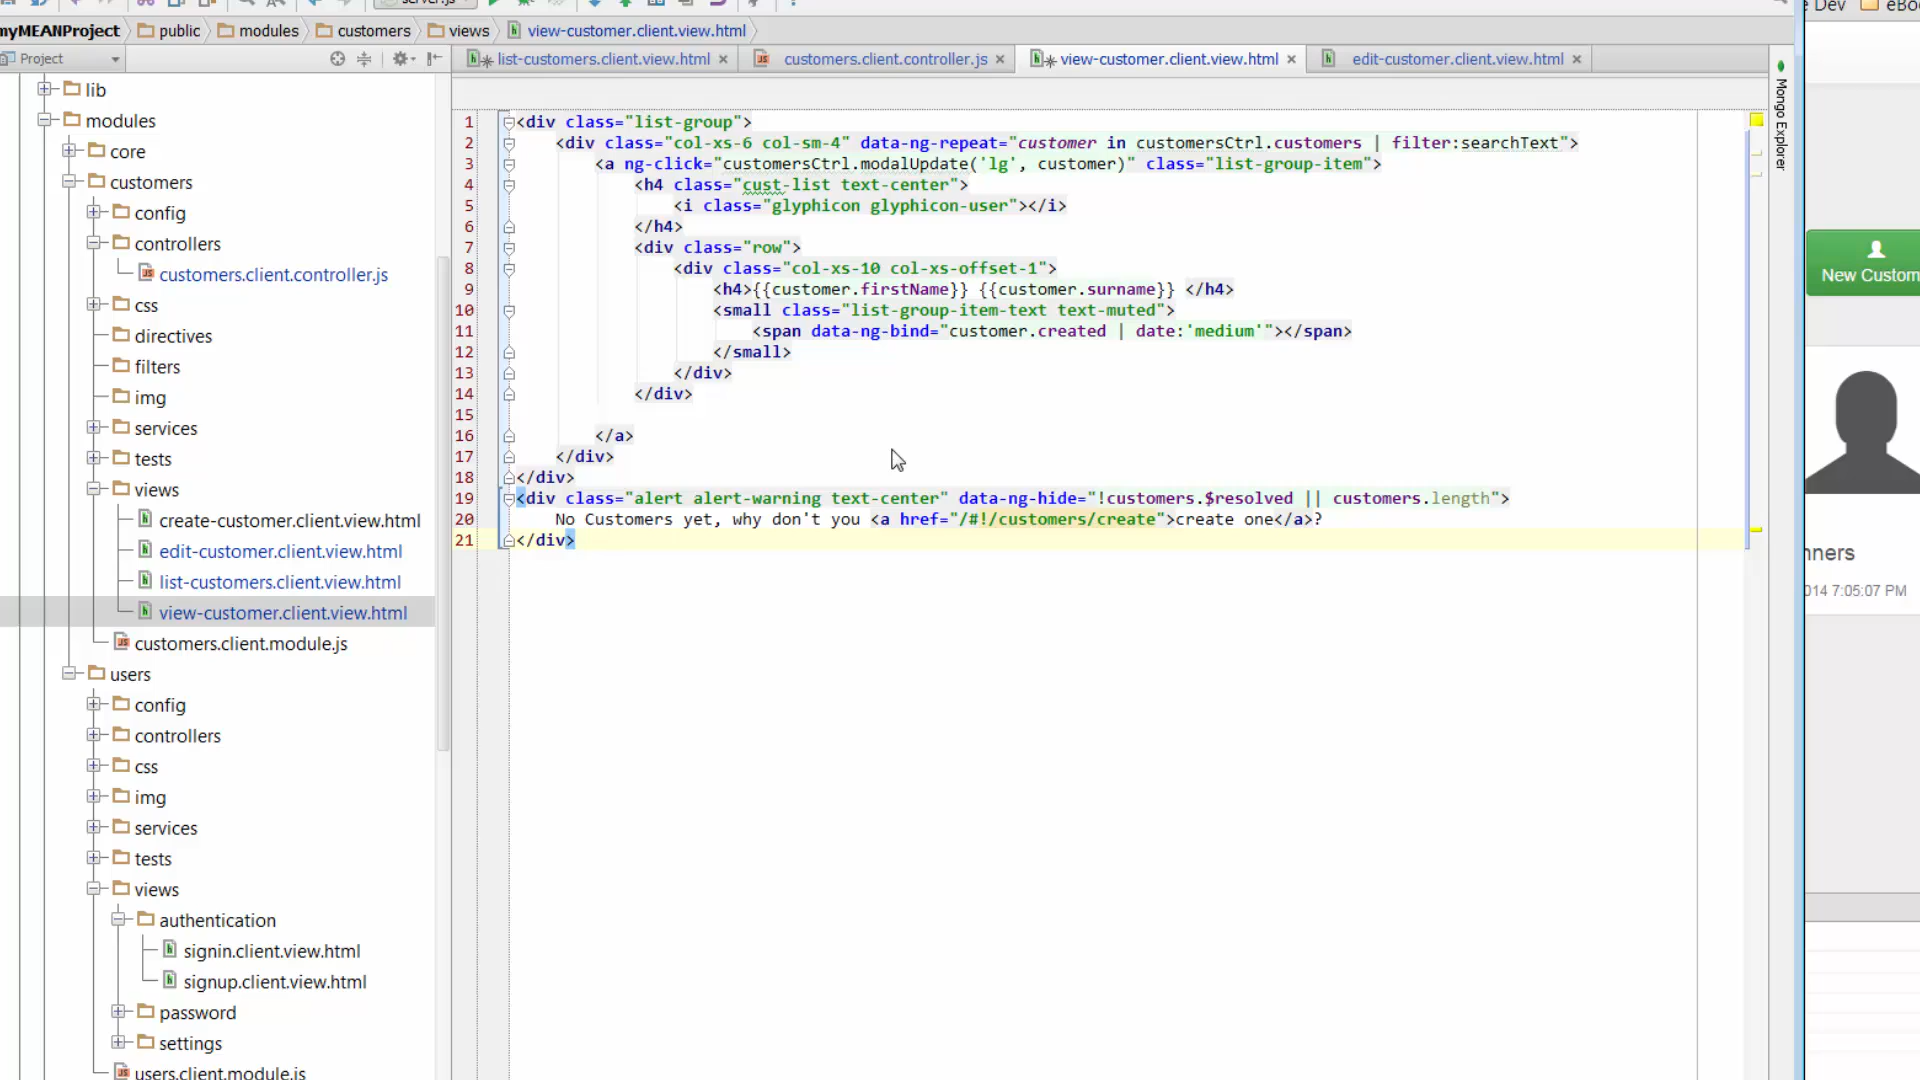 server.js
myMEANProject public modules customers views view-customer.client.view.html
Project
list-customers.client.view.html customers.client.controller.js view-customer.client.view.html edit-customer.client.view.html
lib
modules
core
customers
config
controllers
customers.client.controller.js
css
directives
filters
img
services
tests
views
create-customer.client.view.html
edit-customer.client.view.html
list-customers.client.view.html
view-customer.client.view.html
customers.client.module.js
users
config
controllers
css
img
services
tests
views
authentication
signin.client.view.html
signup.client.view.html
password
settings
users.client.module.js
1 <div class="list-group">
2 <div class="col-xs-6 col-sm-4" data-ng-repeat="customer in customersCtrl.customers | filter:searchText">
3 <a ng-click="customersCtrl.modalUpdate('lg', customer)" class="list-group-item">
4 <h4 class="cust-list text-center">
5 <i class="glyphicon glyphicon-user"></i>
6 </h4>
7 <div class="row">
8 <div class="col-xs-10 col-xs-offset-1">
9 <h4>{{customer.firstName}} {{customer.surname}} </h4>
10 <small class="list-group-item-text text-muted">
11 <span data-ng-bind="customer.created | date:'medium'"></span>
12 </small>
13 </div>
14 </div>
15
16 </a>
17 </div>
18 </div>
19 <div class="alert alert-warning text-center" data-ng-hide="!customers.$resolved || customers.length">
20 No Customers yet, why don't you <a href="/#!/customers/create">create one</a>?
21 </div>
Mongo Explorer
e Dev eBoo
New Custom
nners
014 7:05:07 PM